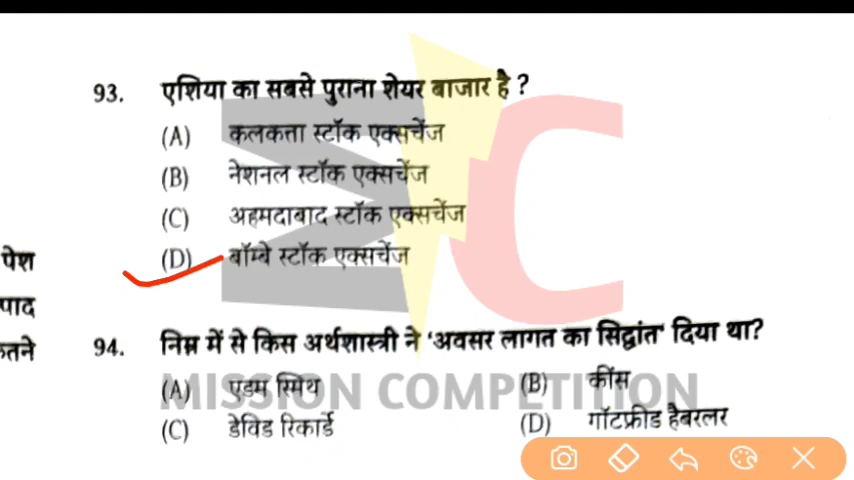 93. एशिया का सबसे पुराना शेयर बाजार है ?
(A) कलकत्ता स्टॉक एक्सचेंज
(B) नेशनल स्टॉक एक्सचेंज
(C) अहमदाबाद स्टॉक एक्सचेंज
(D) बॉम्बे स्टॉक एक्सचेंज
पेश
पाद
कतने
94. निम्न में से किस अर्थशास्त्री ने 'अवसर लागत का सिद्धांत' दिया था?
(A) एडम स्मिथ (B) कींस
(C) डेविड रिकार्डे (D) गॉटफ्रीड हैबरलर
MISSION COMPETITION